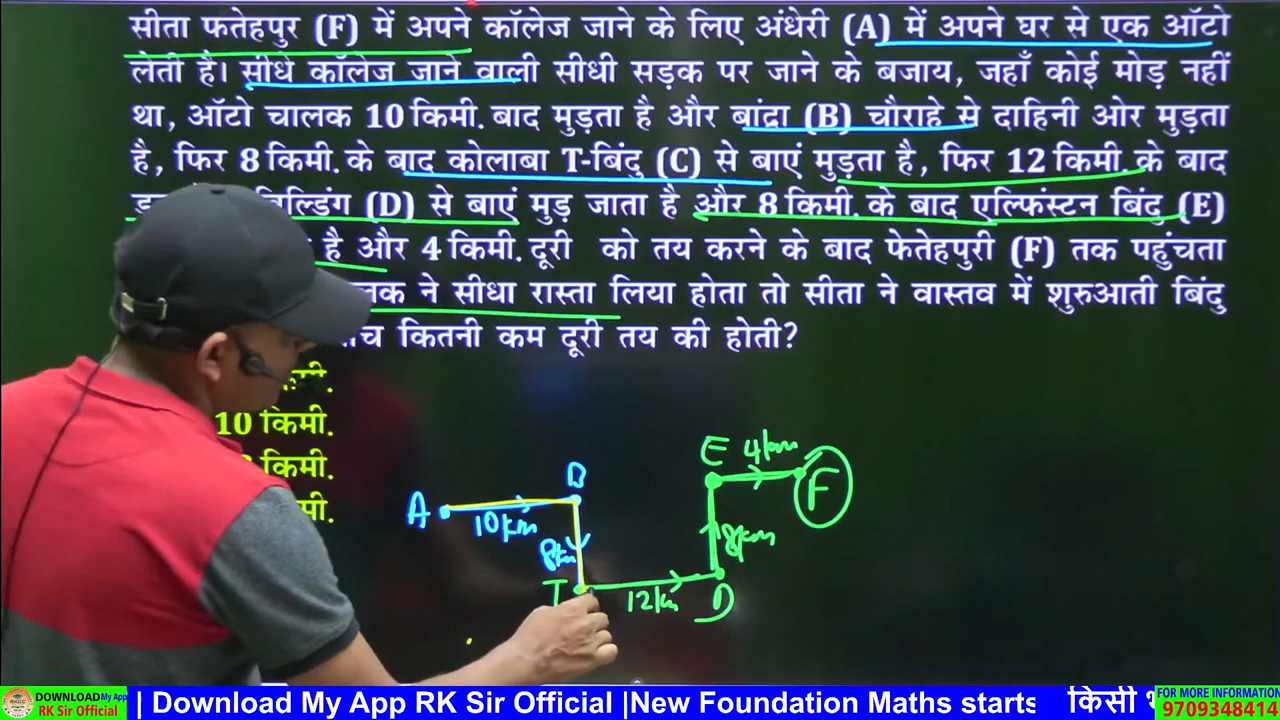 सीता फतेहपुर (F) में अपने कॉलेज जाने के लिए अंधेरी (A) में अपने घर से एक ऑटो
लेती है। सीधे कॉलेज जाने वाली सीधी सड़क पर जाने के बजाय, जहाँ कोई मोड़ नहीं
था, ऑटो चालक 10 किमी. बाद मुड़ता है और बांद्रा (B) चौराहे से दाहिनी ओर मुड़ता
है, फिर 8 किमी. के बाद कोलाबा T-बिंदु (C) से बाएं मुड़ता है, फिर 12 किमी. के बाद
बिल्डिंग (D) से बाएं मुड़ जाता है और 8 किमी. के बाद एल्फिंस्टन बिंदु (E)
है और 4 किमी. दूरी को तय करने के बाद फेतेहपुरी (F) तक पहुंचता
ने सीधा रास्ता लिया होता तो सीता ने वास्तव में शुरुआती बिंदु
कितनी कम दूरी तय की होती?
10 किमी.
किमी.
A
10km
B
8km
T
12km
D
8km
E
4km
F
DOWNLOAD My App
RK Sir Official
| Download My App RK Sir Official |New Foundation Maths starts
किसी
FOR MORE INFORMATION
9709348414